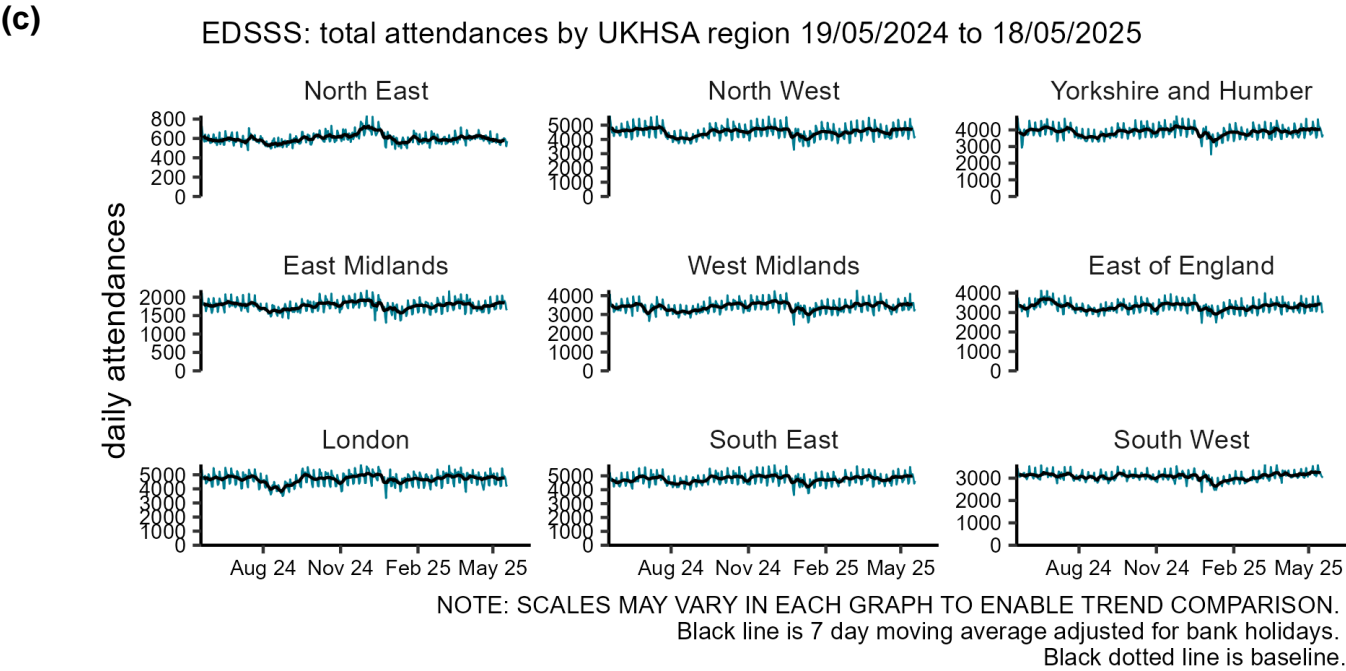 (c)
EDSSS: total attendances by UKHSA region 19/05/2024 to 18/05/2025
daily attendances
North East
800
600
400
200
0
North West
5000
4000
3000
2000
1000
0
Yorkshire and Humber
4000
3000
2000
1000
0
East Midlands
2000
1500
1000
500
0
West Midlands
4000
3000
2000
1000
0
East of England
4000
3000
2000
1000
0
London
5000
4000
3000
2000
1000
0
Aug 24 Nov 24 Feb 25 May 25
South East
5000
4000
3000
2000
1000
0
Aug 24 Nov 24 Feb 25 May 25
South West
3000
2000
1000
0
Aug 24 Nov 24 Feb 25 May 25
NOTE: SCALES MAY VARY IN EACH GRAPH TO ENABLE TREND COMPARISON.
Black line is 7 day moving average adjusted for bank holidays.
Black dotted line is baseline.